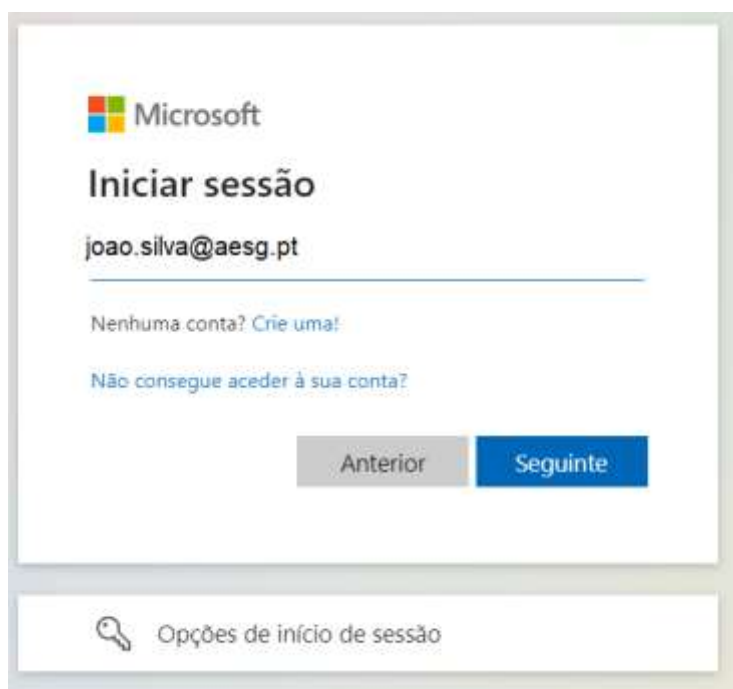 Microsoft
Iniciar sessão
joao.silva@aesg.pt
Nenhuma conta? Crie uma!
Não consegue aceder à sua conta?
Anterior Seguinte
Opções de início de sessão